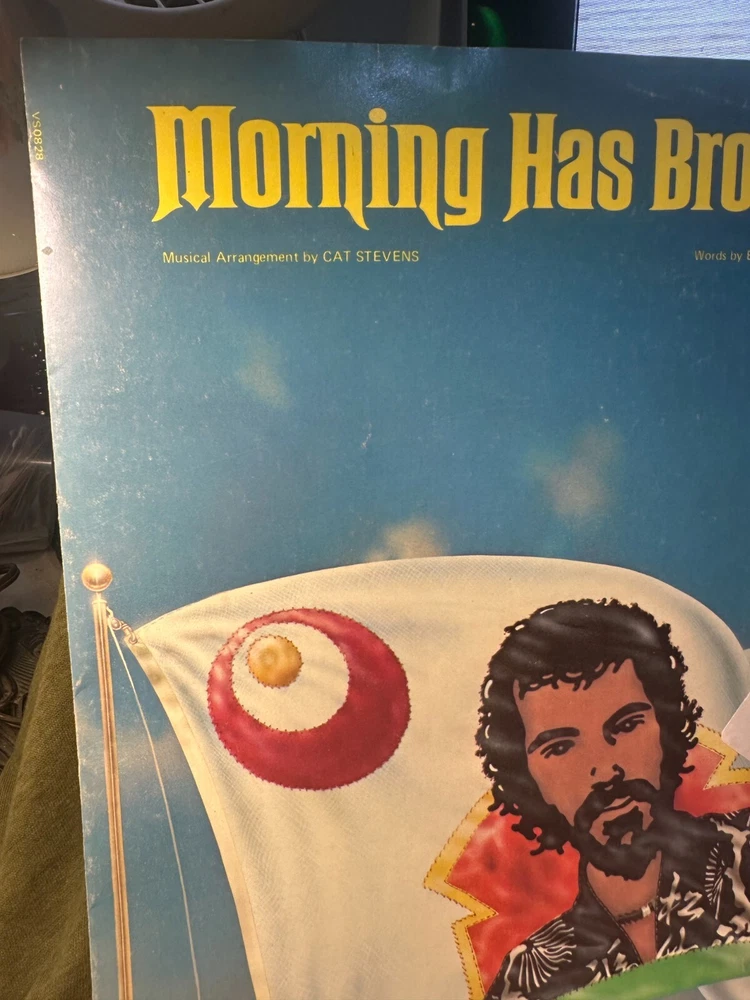 VS0828
Morning Has Bro
Musical Arrangement by CAT STEVENS
Words by E